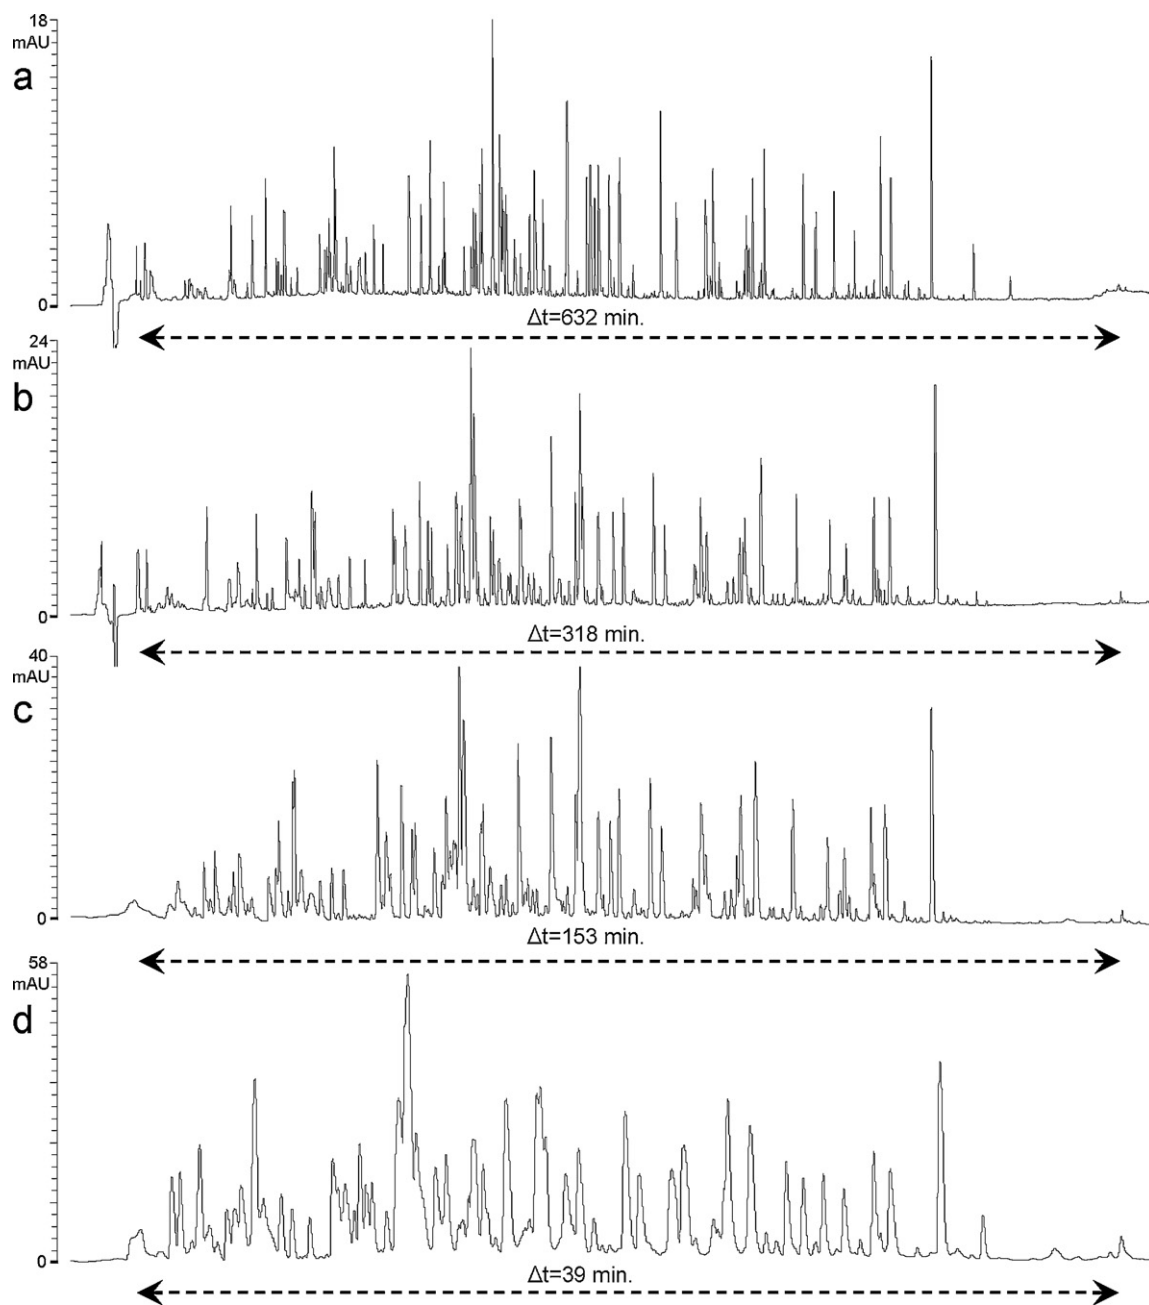 18
mAU
a
0
Δt=632 min.
24
mAU
b
0
Δt=318 min.
40
mAU
c
0
Δt=153 min.
58
mAU
d
0
Δt=39 min.